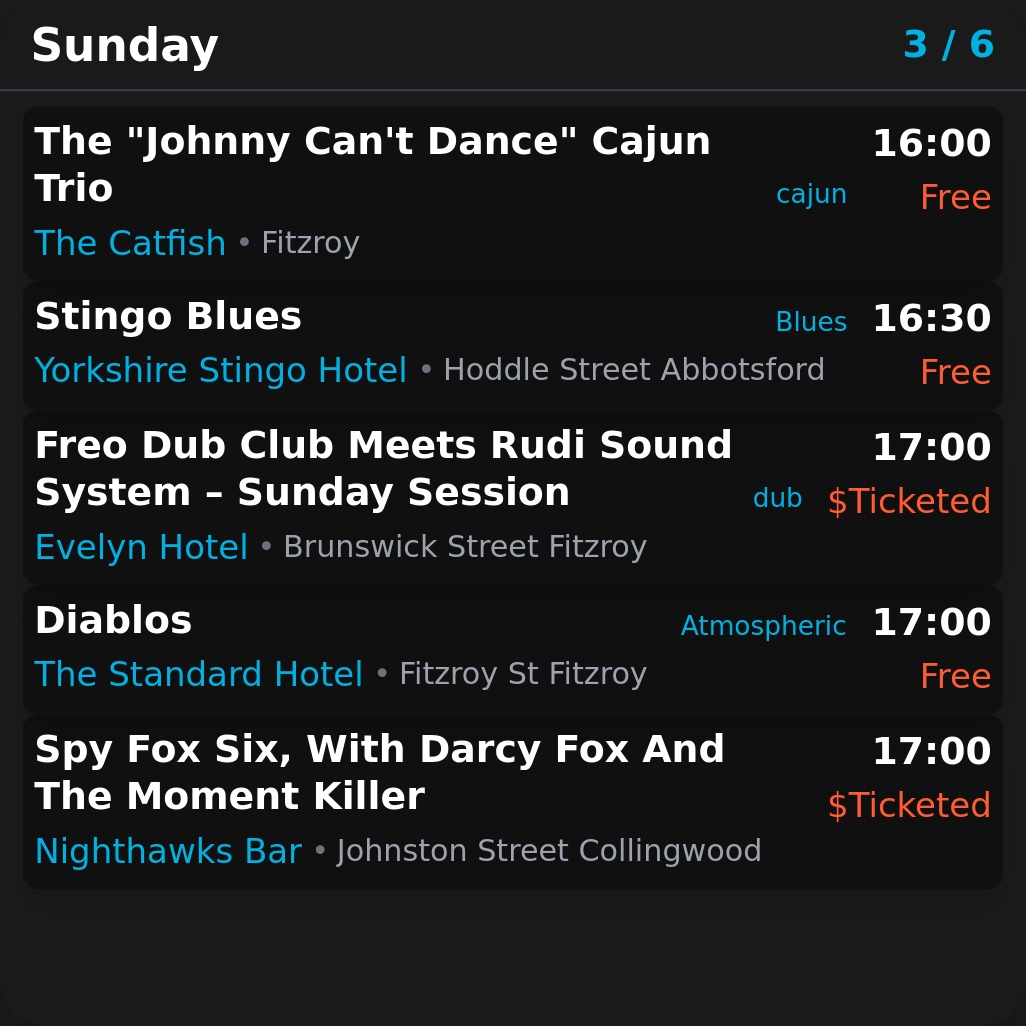 Sunday
3 / 6
The "Johnny Can't Dance" Cajun
Trio
cajun
16:00
Free
The Catfish • Fitzroy
Stingo Blues
Blues
16:30
Yorkshire Stingo Hotel • Hoddle Street Abbotsford
Free
Freo Dub Club Meets Rudi Sound
System – Sunday Session
dub
17:00
$Ticketed
Evelyn Hotel • Brunswick Street Fitzroy
Diablos
Atmospheric
17:00
The Standard Hotel • Fitzroy St Fitzroy
Free
Spy Fox Six, With Darcy Fox And
The Moment Killer
17:00
$Ticketed
Nighthawks Bar • Johnston Street Collingwood